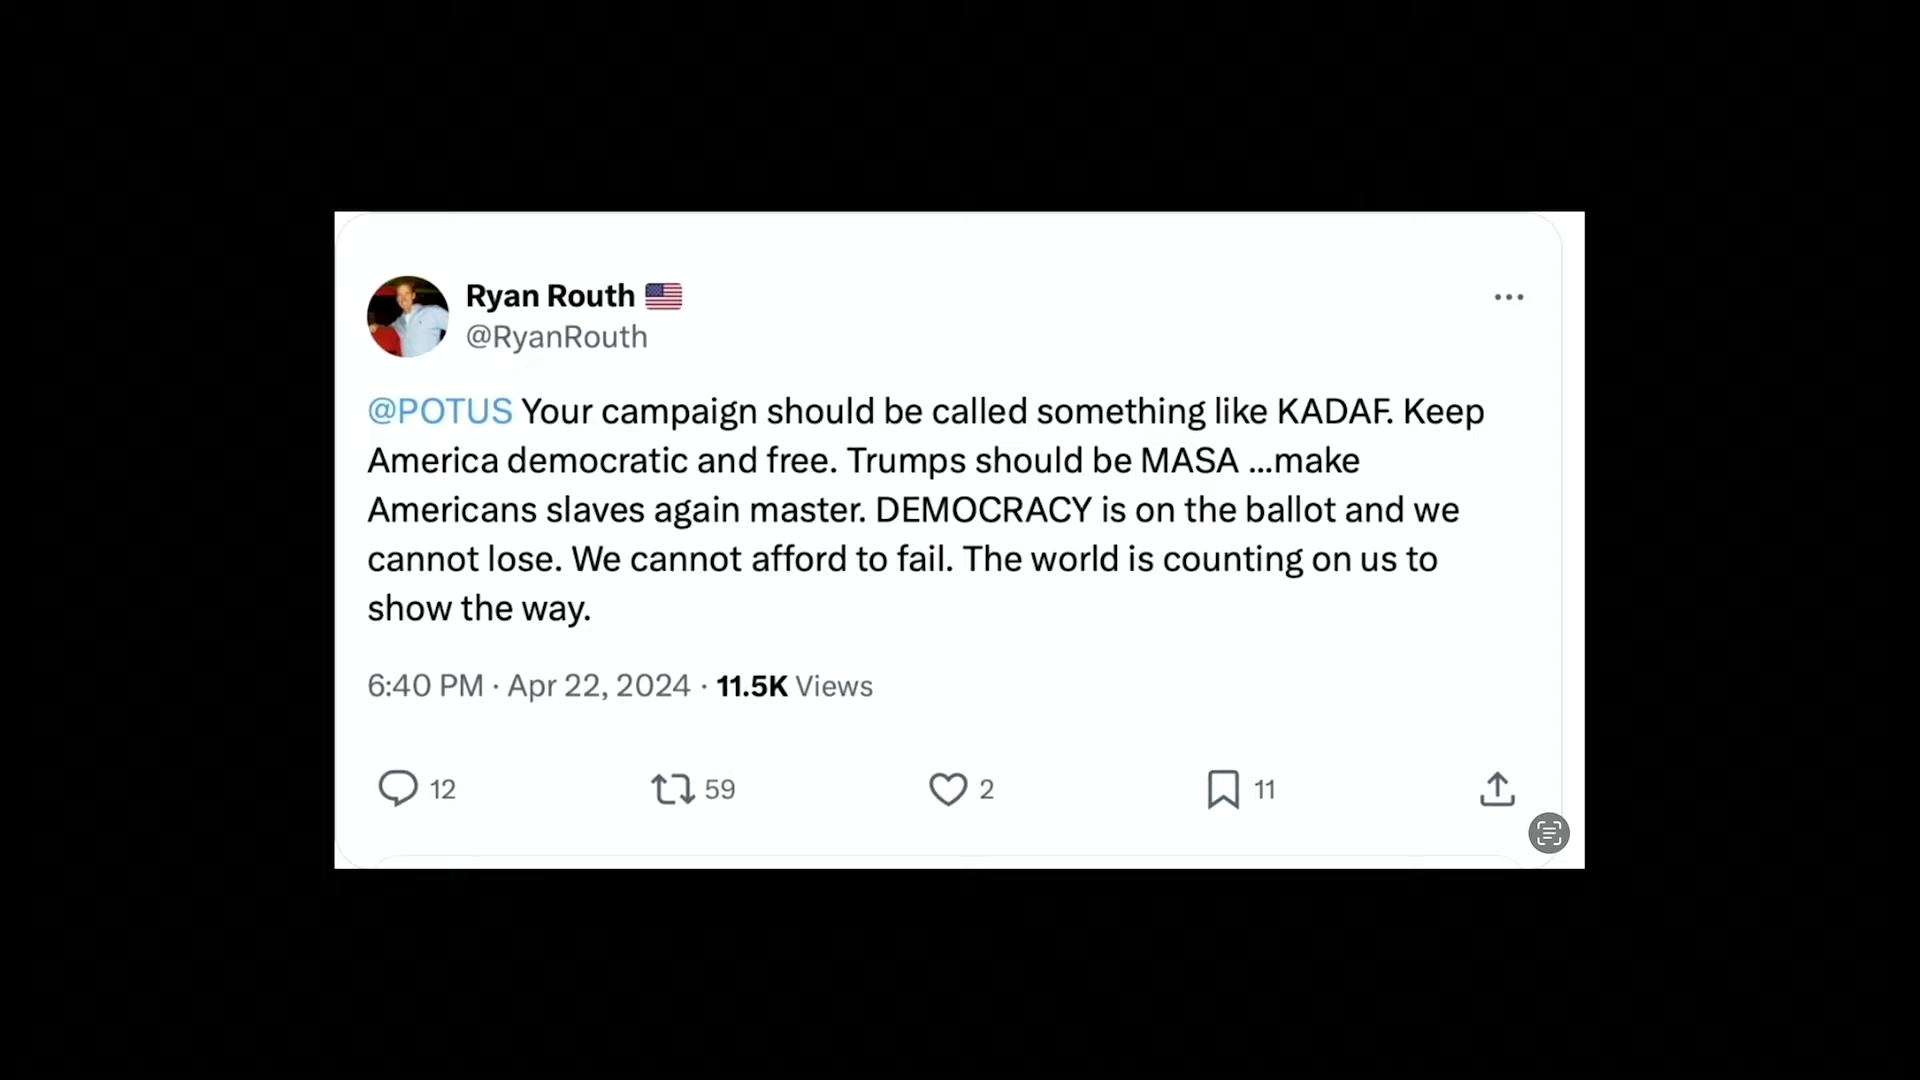 Ryan Routh 🇺🇸
@RyanRouth
@POTUS Your campaign should be called something like KADAF. Keep
America democratic and free. Trumps should be MASA ...make
Americans slaves again master. DEMOCRACY is on the ballot and we
cannot lose. We cannot afford to fail. The world is counting on us to
show the way.
6:40 PM · Apr 22, 2024 · 11.5K Views
12 59 2 11